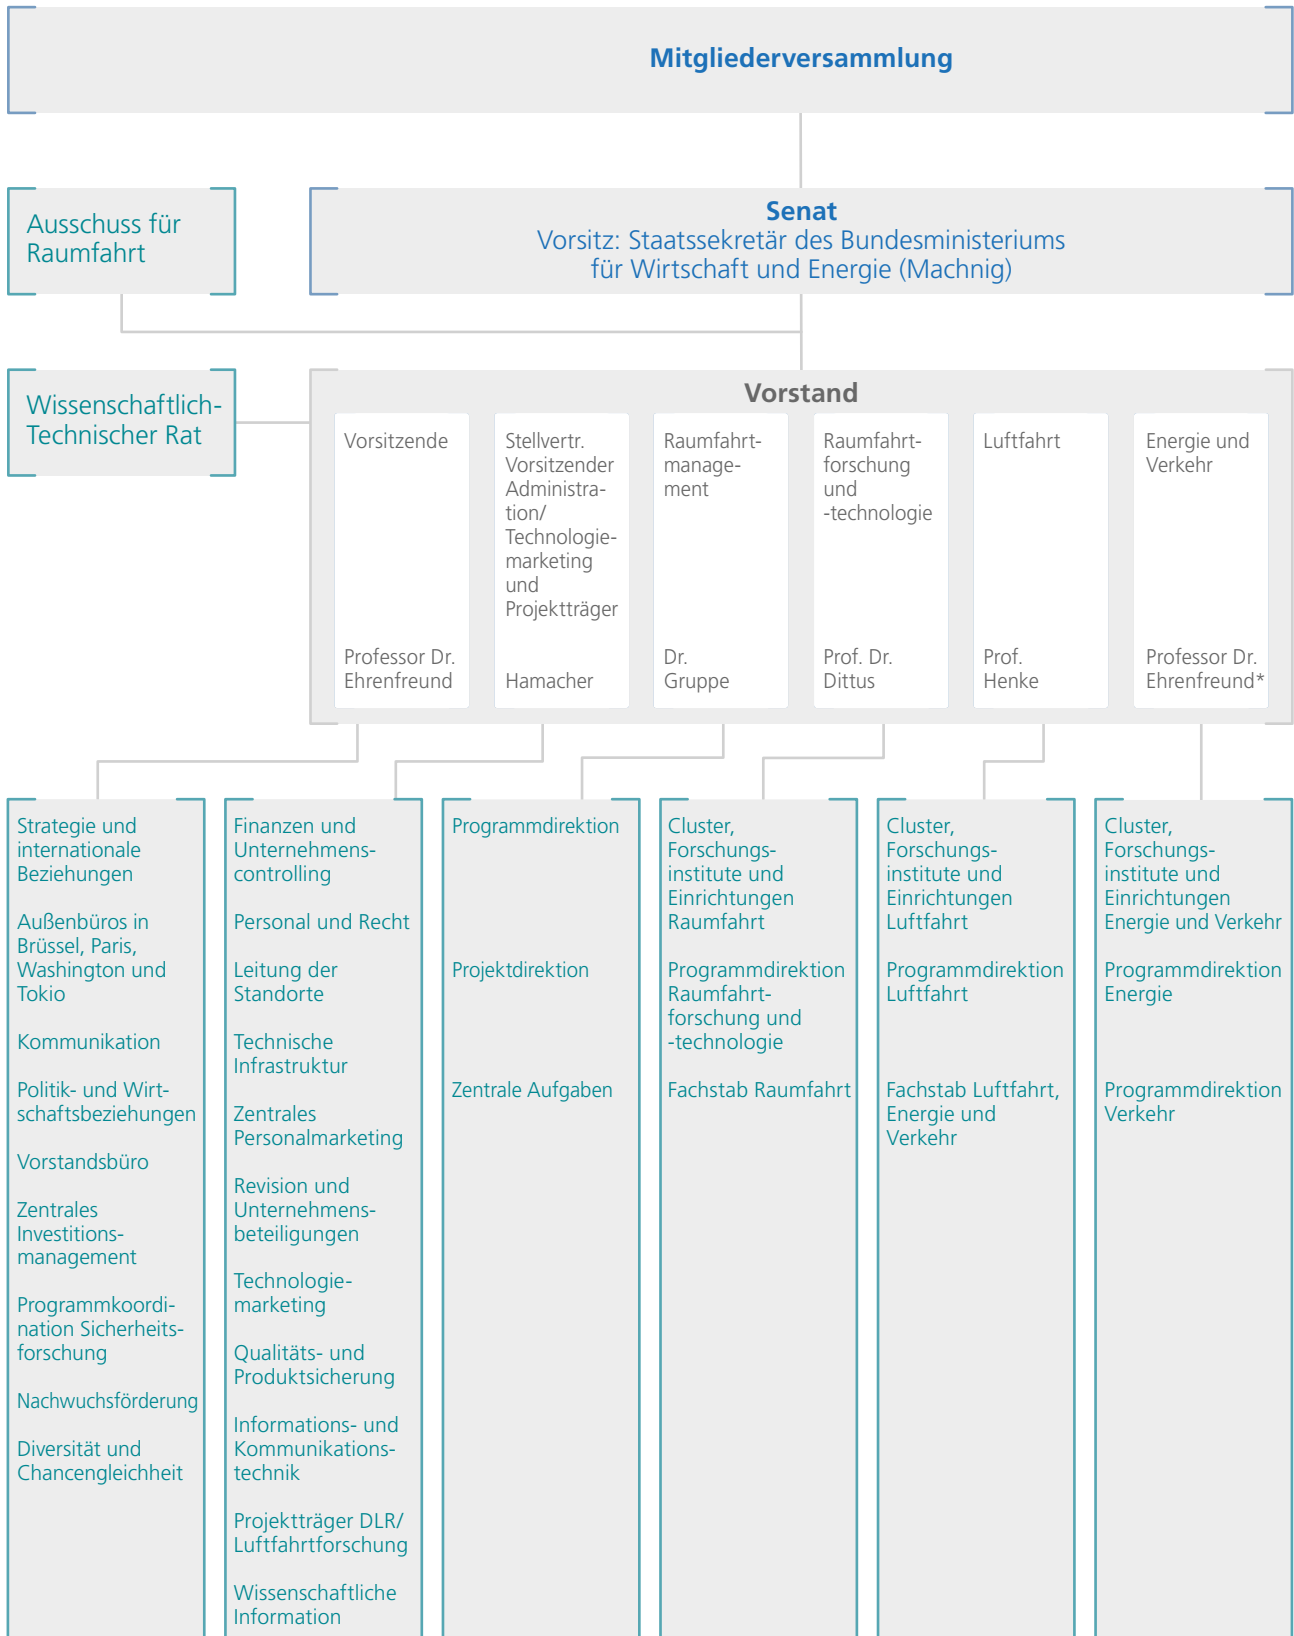 Mitgliederversammlung
Ausschuss für
Raumfahrt
Senat
Vorsitz: Staatssekretär des Bundesministeriums
für Wirtschaft und Energie (Machnig)
Wissenschaftlich-
Technischer Rat
Vorstand
Vorsitzende
Professor Dr.
Ehrenfreund
Stellvertr.
Vorsitzender
Administra-
tion/
Technologie-
marketing
und
Projektträger
Hamacher
Raumfahrt-
manage-
ment
Dr.
Gruppe
Raumfahrt-
forschung
und
-technologie
Prof. Dr.
Dittus
Luftfahrt
Prof.
Henke
Energie und
Verkehr
Professor Dr.
Ehrenfreund*
Strategie und
internationale
Beziehungen
Außenbüros in
Brüssel, Paris,
Washington und
Tokio
Kommunikation
Politik- und Wirt-
schaftsbeziehungen
Vorstandsbüro
Zentrales
Investitions-
management
Programmkoordi-
nation Sicherheits-
forschung
Nachwuchsförderung
Diversität und
Chancengleichheit
Finanzen und
Unternehmens-
controlling
Personal und Recht
Leitung der
Standorte
Technische
Infrastruktur
Zentrales
Personalmarketing
Revision und
Unternehmens-
beteiligungen
Technologie-
marketing
Qualitäts- und
Produktsicherung
Informations- und
Kommunikations-
technik
Projektträger DLR/
Luftfahrtforschung
Wissenschaftliche
Information
Programmdirektion
Projektdirektion
Zentrale Aufgaben
Cluster,
Forschungs-
institute und
Einrichtungen
Raumfahrt
Programmdirektion
Raumfahrt-
forschung und
-technologie
Fachstab Raumfahrt
Cluster,
Forschungs-
institute und
Einrichtungen
Luftfahrt
Programmdirektion
Luftfahrt
Fachstab Luftfahrt,
Energie und
Verkehr
Cluster,
Forschungs-
institute und
Einrichtungen
Energie und Verkehr
Programmdirektion
Energie
Programmdirektion
Verkehr